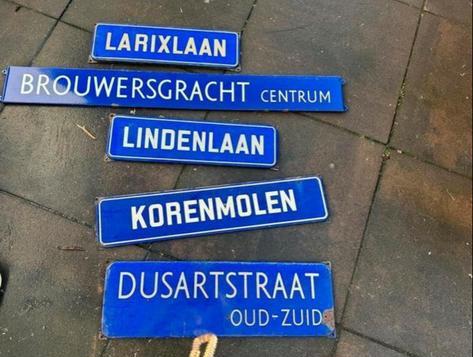 LARIXLAAN
BROUWERSGRACHT CENTRUM
LINDENLAAN
KORENMOLEN
DUSARTSTRAAT
OUD-ZUID